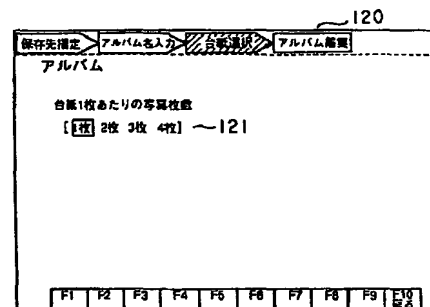 120
保存先指定 アルバム名入力 台紙選択 アルバム鑑賞
アルバム
台紙1枚あたりの写真枚数
[1枚 2枚 3枚 4枚] ~121
F1 F2 F3 F4 F5 F6 F7 F8 F9 F10